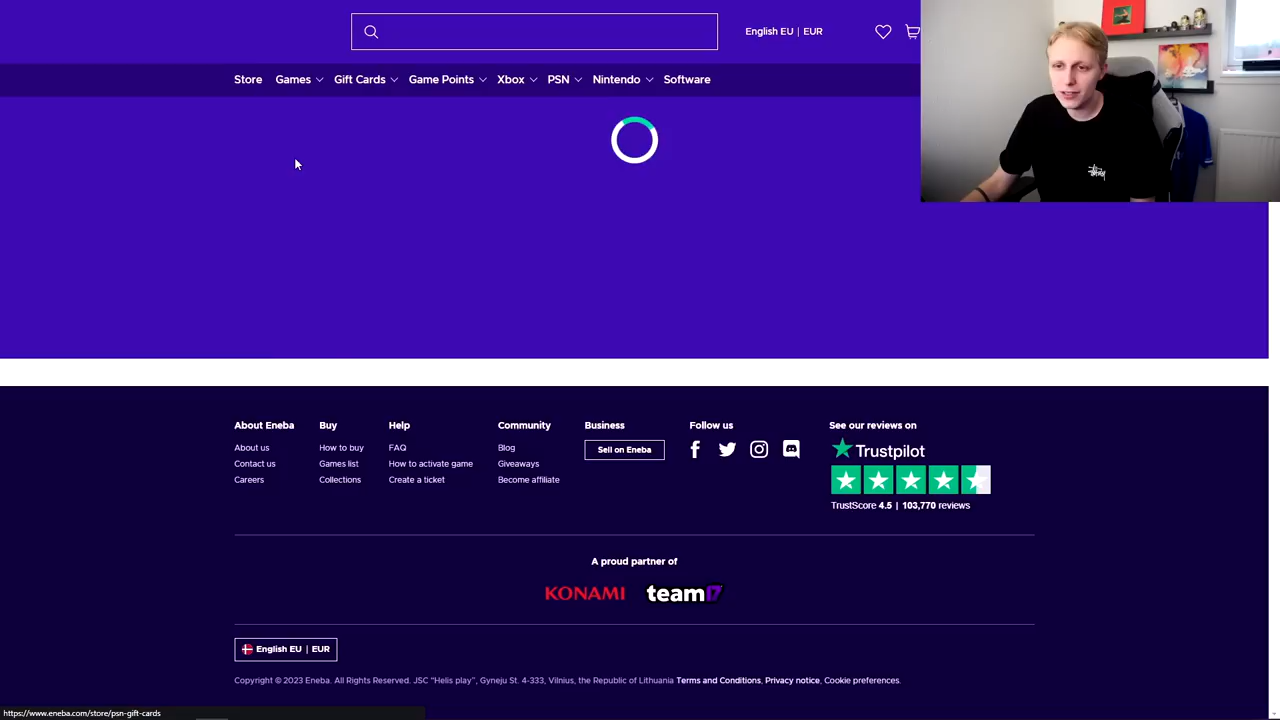 English EU | EUR
Store Games Gift Cards Game Points Xbox PSN Nintendo Software
About Eneba Buy Help Community Business Follow us See our reviews on
About us How to buy FAQ Blog Sell on Eneba Trustpilot
Contact us Games list How to activate game Giveaways
Careers Collections Create a ticket Become affiliate
TrustScore 4.5 | 103,770 reviews
A proud partner of
KONAMI team17
English EU | EUR
Copyright © 2023 Eneba. All Rights Reserved. JSC "Helis play", Gyneju St. 4-333, Vilnius, the Republic of Lithuania Terms and Conditions, Privacy notice, Cookie preferences.
https://www.eneba.com/store/psn-gift-cards